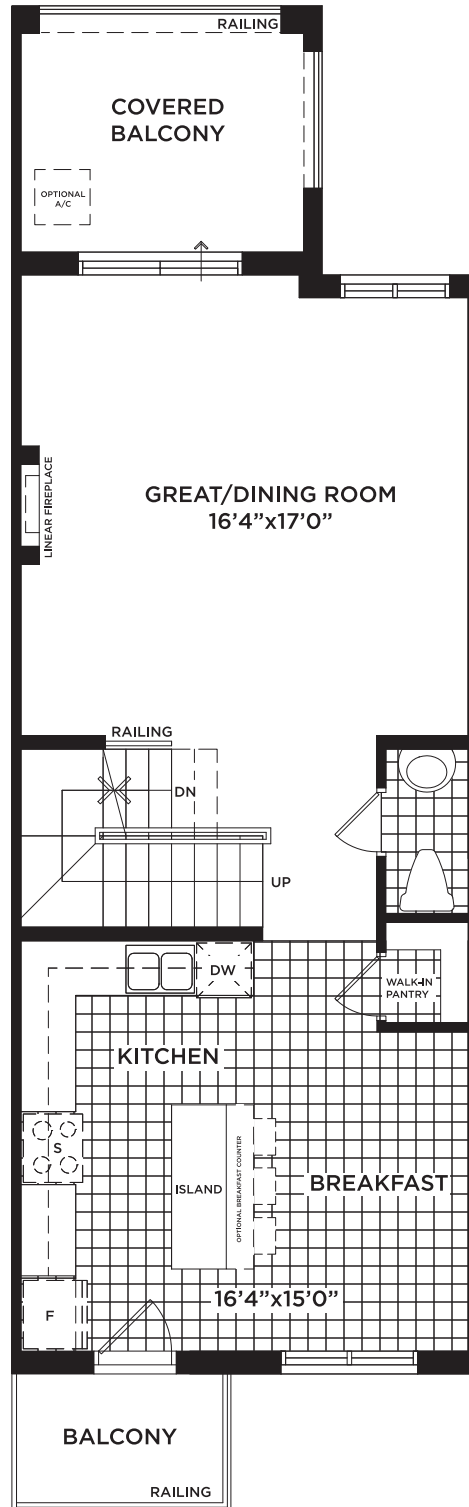 RAILING
COVERED
BALCONY
OPTIONAL
A/C
LINEAR FIREPLACE
GREAT/DINING ROOM
16'4"x17'0"
RAILING
DN
UP
DW
WALK-IN
PANTRY
KITCHEN
S
ISLAND
OPTIONAL BREAKFAST COUNTER
BREAKFAST
16'4"x15'0"
F
BALCONY
RAILING